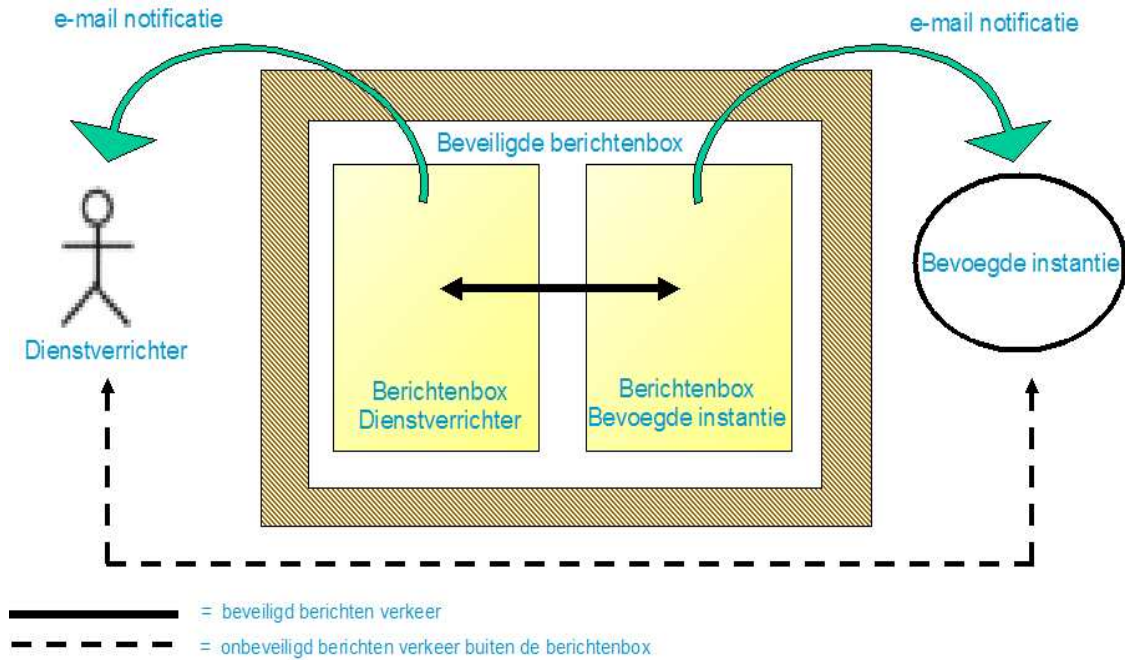 e-mail notificatie
e-mail notificatie
Beveiligde berichtenbox
Bevoegde instantie
Dienstverrichter
Berichtenbox
Dienstverrichter
Berichtenbox
Bevoegde instantie
= beveiligd berichten verkeer
= onbeveiligd berichten verkeer buiten de berichtenbox